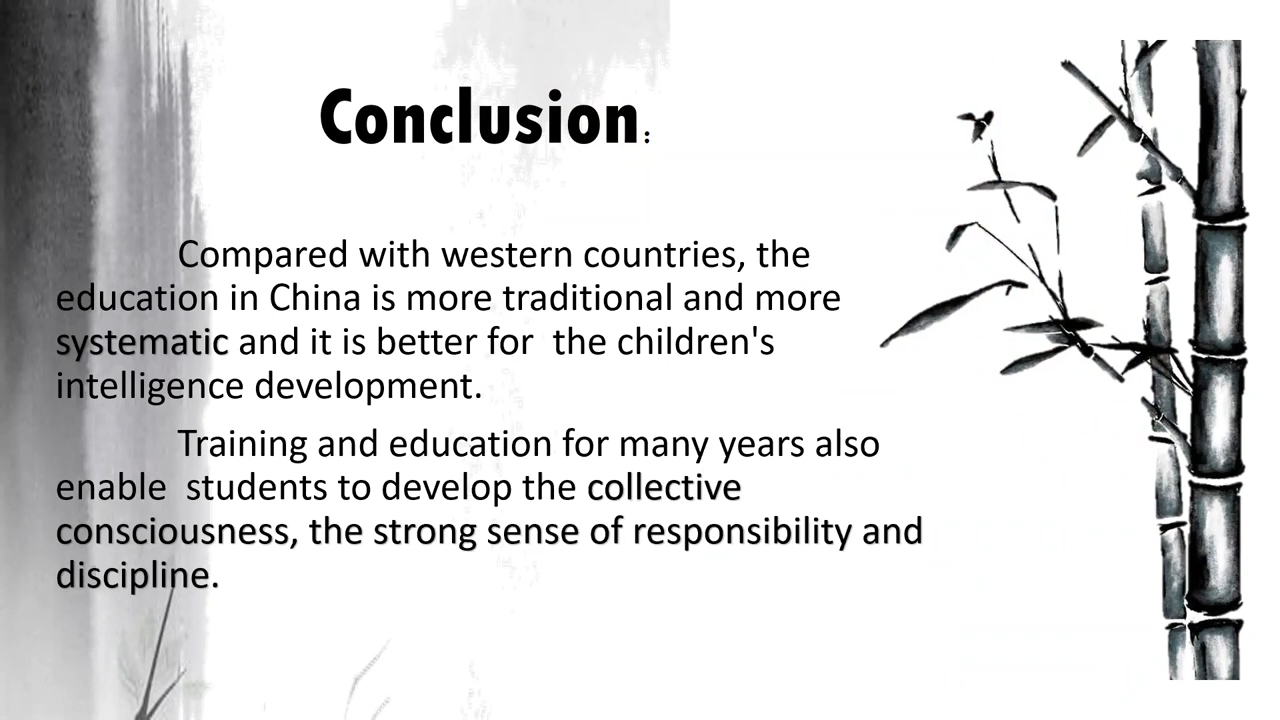 Conclusion:
Compared with western countries, the
education in China is more traditional and more
systematic and it is better for  the children's
intelligence development.
Training and education for many years also
enable  students to develop the collective
consciousness, the strong sense of responsibility and
discipline.